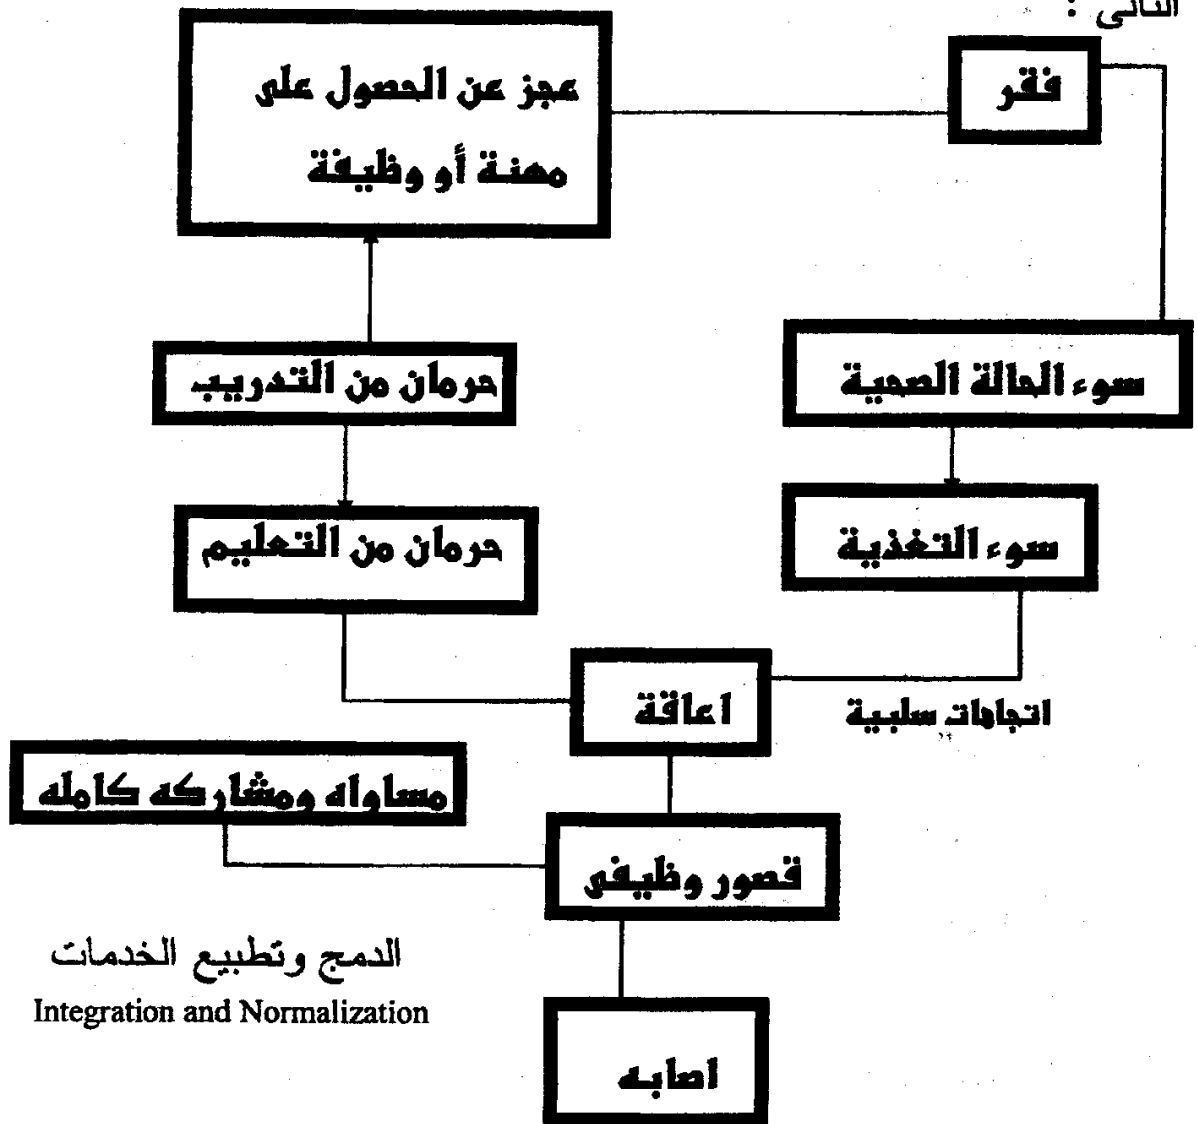 التالى :
فقر
عجز عن الحصول على
مهنة أو وظيفة
سوء الحالة الصحية
حرمان من التدريب
سوء التغذية
حرمان من التعليم
اعاقة
اتجاهات سلبية
مساواه ومشاركه كامله
قصور وظيفى
الدمج وتطبيع الخدمات
Integration and Normalization
اصابه